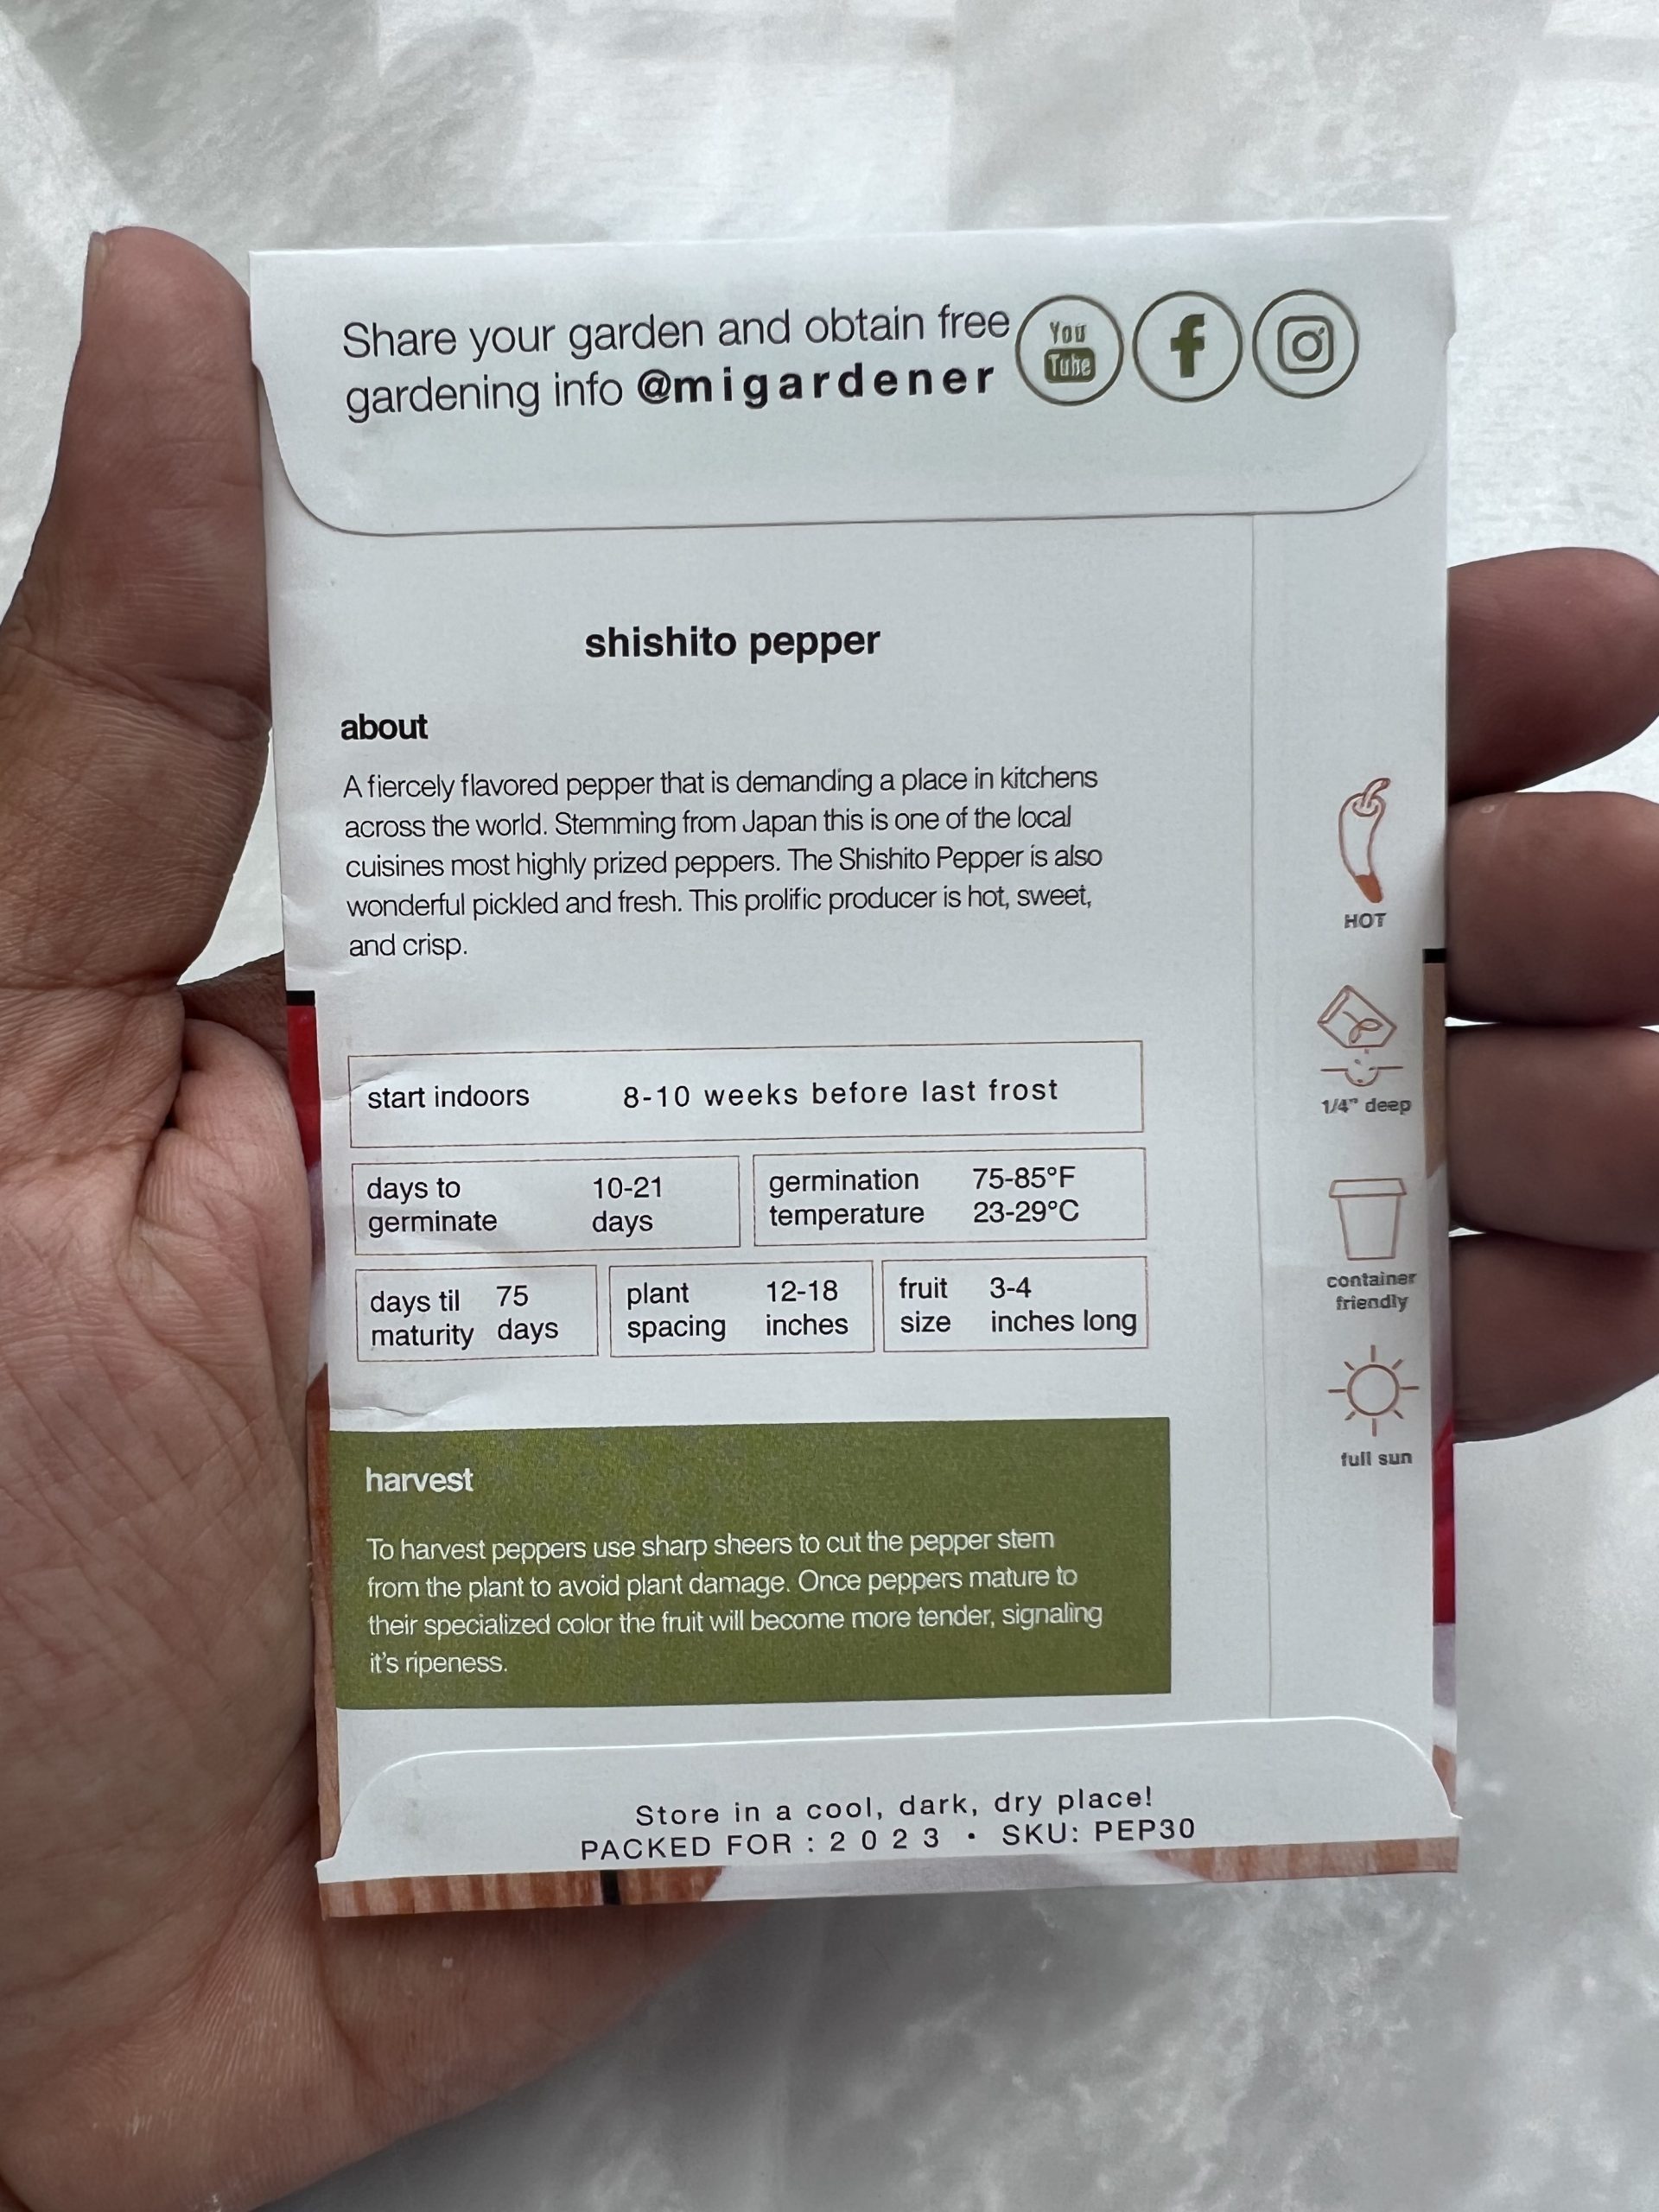 Share your garden and obtain free
gardening info @migardener
You
Tube
f
shishito pepper
about
A fiercely flavored pepper that is demanding a place in kitchens
across the world. Stemming from Japan this is one of the local
cuisines most highly prized peppers. The Shishito Pepper is also
wonderful pickled and fresh. This prolific producer is hot, sweet,
and crisp.
HOT
1/4" deep
container
friendly
full sun
start indoors 8-10 weeks before last frost
days to 10-21
germinate days
germination 75-85°F
temperature 23-29°C
days til 75
maturity days
plant 12-18
spacing inches
fruit 3-4
size inches long
harvest
To harvest peppers use sharp sheers to cut the pepper stem
from the plant to avoid plant damage. Once peppers mature to
their specialized color the fruit will become more tender, signaling
it's ripeness.
Store in a cool, dark, dry place!
PACKED FOR : 2 0 2 3 • SKU: PEP30